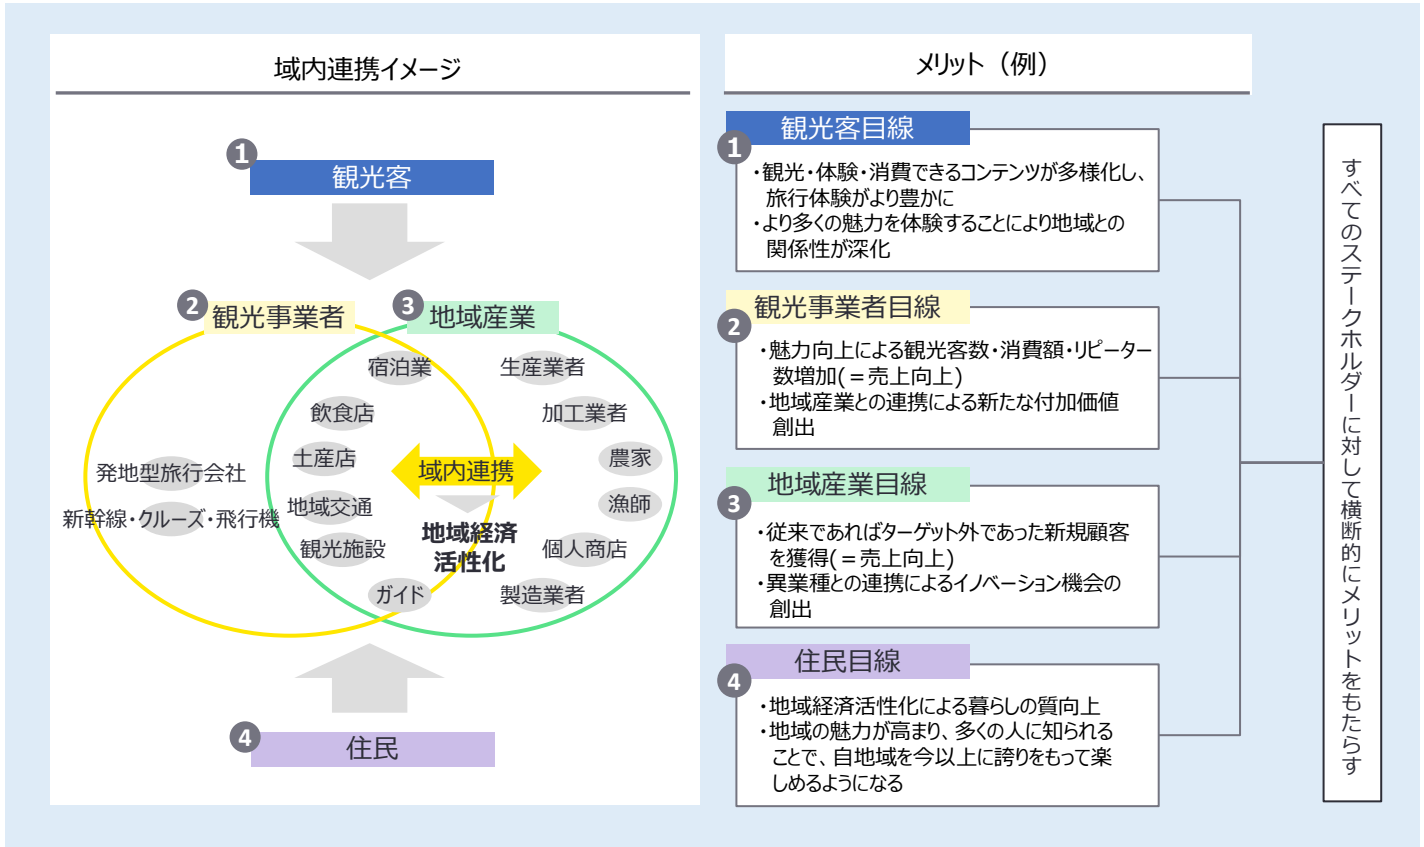 域内連携イメージ
1
観光客
2
観光事業者
3
地域産業
宿泊業
生産業者
飲食店
加工業者
土産店
域内連携
農家
発地型旅行会社
地域交通
漁師
新幹線・クルーズ・飛行機
地域経済
活性化
観光施設
個人商店
ガイド
製造業者
4
住民
メリット（例）
観光客目線
1
・観光・体験・消費できるコンテンツが多様化し、
旅行体験がより豊かに
・より多くの魅力を体験することにより地域との
関係性が深化
観光事業者目線
2
・魅力向上による観光客数・消費額・リピーター
数増加(＝売上向上)
・地域産業との連携による新たな付加価値
創出
地域産業目線
3
・従来であればターゲット外であった新規顧客
を獲得(＝売上向上)
・異業種との連携によるイノベーション機会の
創出
住民目線
4
・地域経済活性化による暮らしの質向上
・地域の魅力が高まり、多くの人に知られる
ことで、自地域を今以上に誇りをもって楽
しめるようになる
すべてのステークホルダーに対して横断的にメリットをもたらす